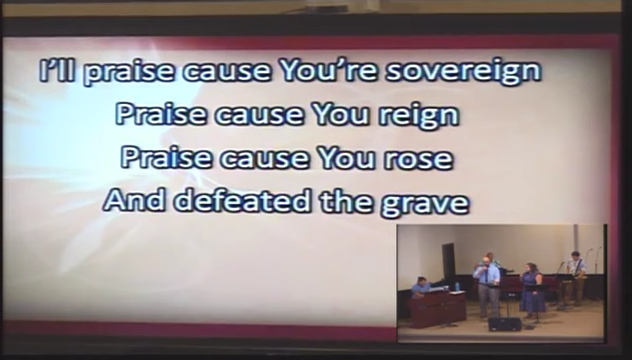 I'll praise cause You're sovereign
Praise cause You reign
Praise cause You rose
And defeated the grave